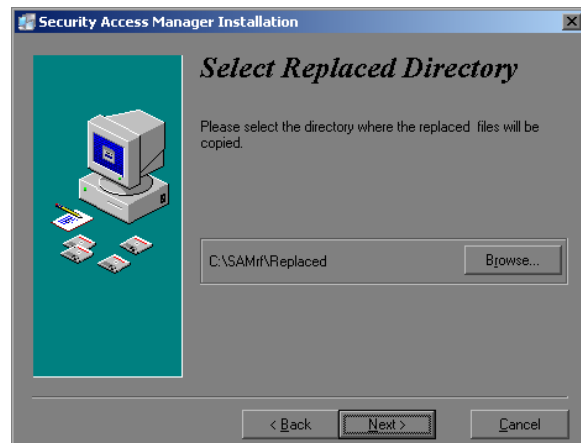 Security Access Manager Installation
Select Replaced Directory
Please select the directory where the replaced  files will be
copied.
C:\SAMrf\Replaced
Browse...
< Back
Next >
Cancel